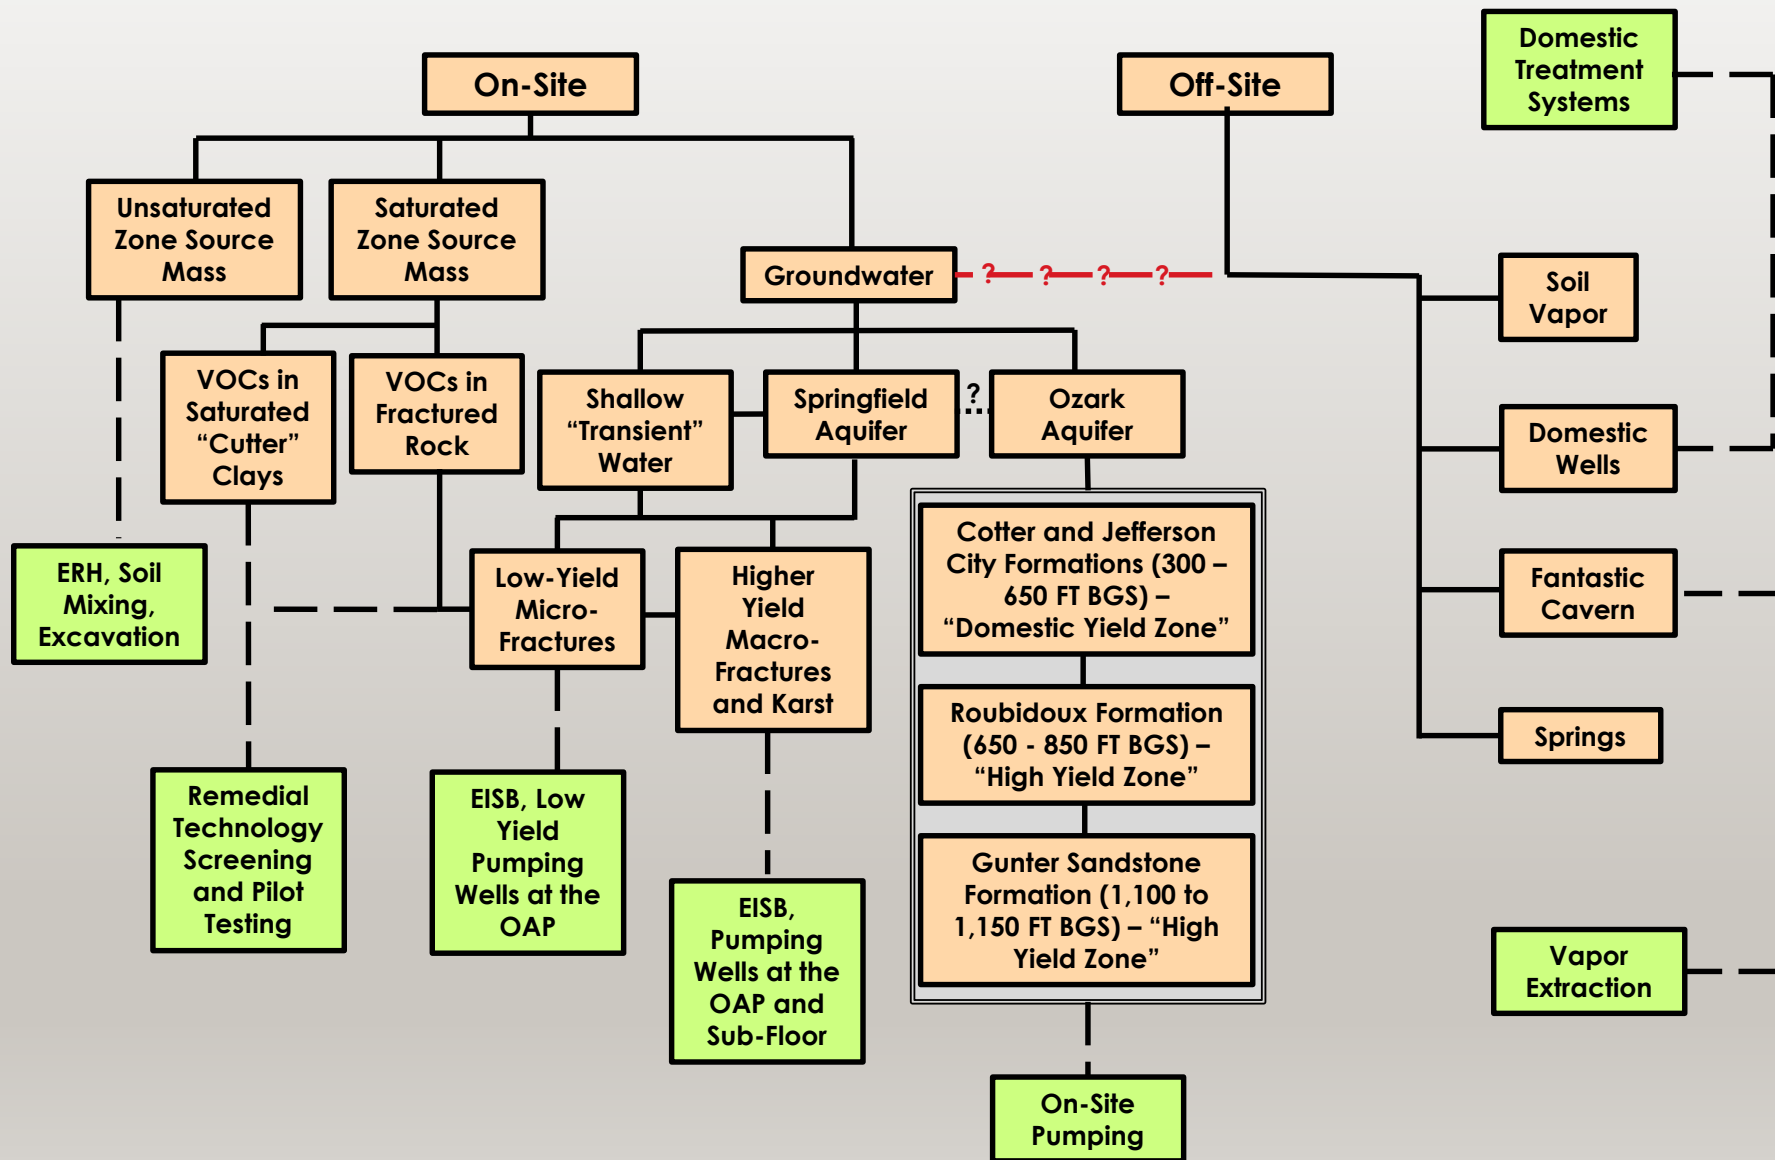 On-Site
Off-Site
Domestic
Treatment
Systems
Unsaturated
Zone Source
Mass
Saturated
Zone Source
Mass
Groundwater
? ? ? ?
Soil
Vapor
VOCs in
Saturated
“Cutter”
Clays
VOCs in
Fractured
Rock
Shallow
“Transient”
Water
Springfield
Aquifer
?
Ozark
Aquifer
Domestic
Wells
ERH, Soil
Mixing,
Excavation
Low-Yield
Micro-
Fractures
Higher
Yield
Macro-
Fractures
and Karst
Cotter and Jefferson
City Formations (300 –
650 FT BGS) –
“Domestic Yield Zone”
Fantastic
Cavern
Roubidoux Formation
(650 - 850 FT BGS) –
“High Yield Zone”
Springs
Remedial
Technology
Screening
and Pilot
Testing
EISB, Low
Yield
Pumping
Wells at the
OAP
EISB,
Pumping
Wells at the
OAP and
Sub-Floor
Gunter Sandstone
Formation (1,100 to
1,150 FT BGS) – “High
Yield Zone”
Vapor
Extraction
On-Site
Pumping